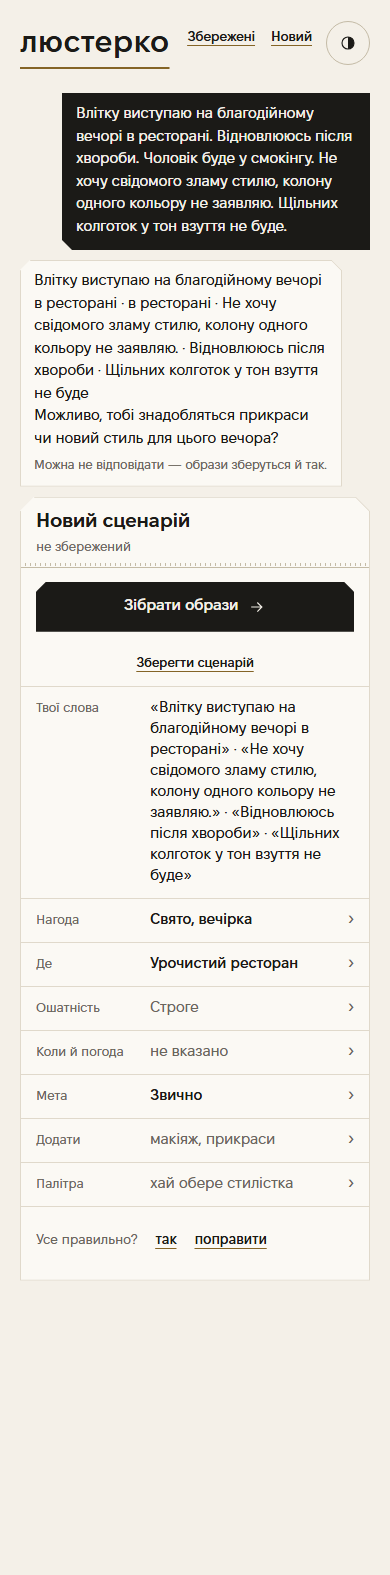 люстерко
Збережені
Новий
Влітку виступаю на благодійному
вечорі в ресторані. Відновлююсь після
хвороби. Чоловік буде у смокінгу. Не
хочу свідомого зламу стилю, колону
одного кольору не заявляю. Щільних
колготок у тон взуття не буде.
Влітку виступаю на благодійному вечорі
в ресторані · в ресторані · Не хочу
свідомого зламу стилю, колону одного
кольору не заявляю. · Відновлююсь після
хвороби · Щільних колготок у тон взуття
не буде
Можливо, тобі знадобляться прикраси
чи новий стиль для цього вечора?
Можна не відповідати — образи зберуться й так.
Новий сценарій
не збережений
Зібрати образи →
Зберегти сценарій
Твої слова
«Влітку виступаю на
благодійному вечорі в
ресторані» · «Не хочу
свідомого зламу стилю,
колону одного кольору не
заявляю.» · «Відновлююсь
після хвороби» · «Щільних
колготок у тон взуття не
буде»
Нагода Свято, вечірка ›
Де Урочистий ресторан ›
Ошатність Строге ›
Коли й погода не вказано ›
Мета Звично ›
Додати макіяж, прикраси ›
Палітра хай обере стилістка ›
Усе правильно? так поправити